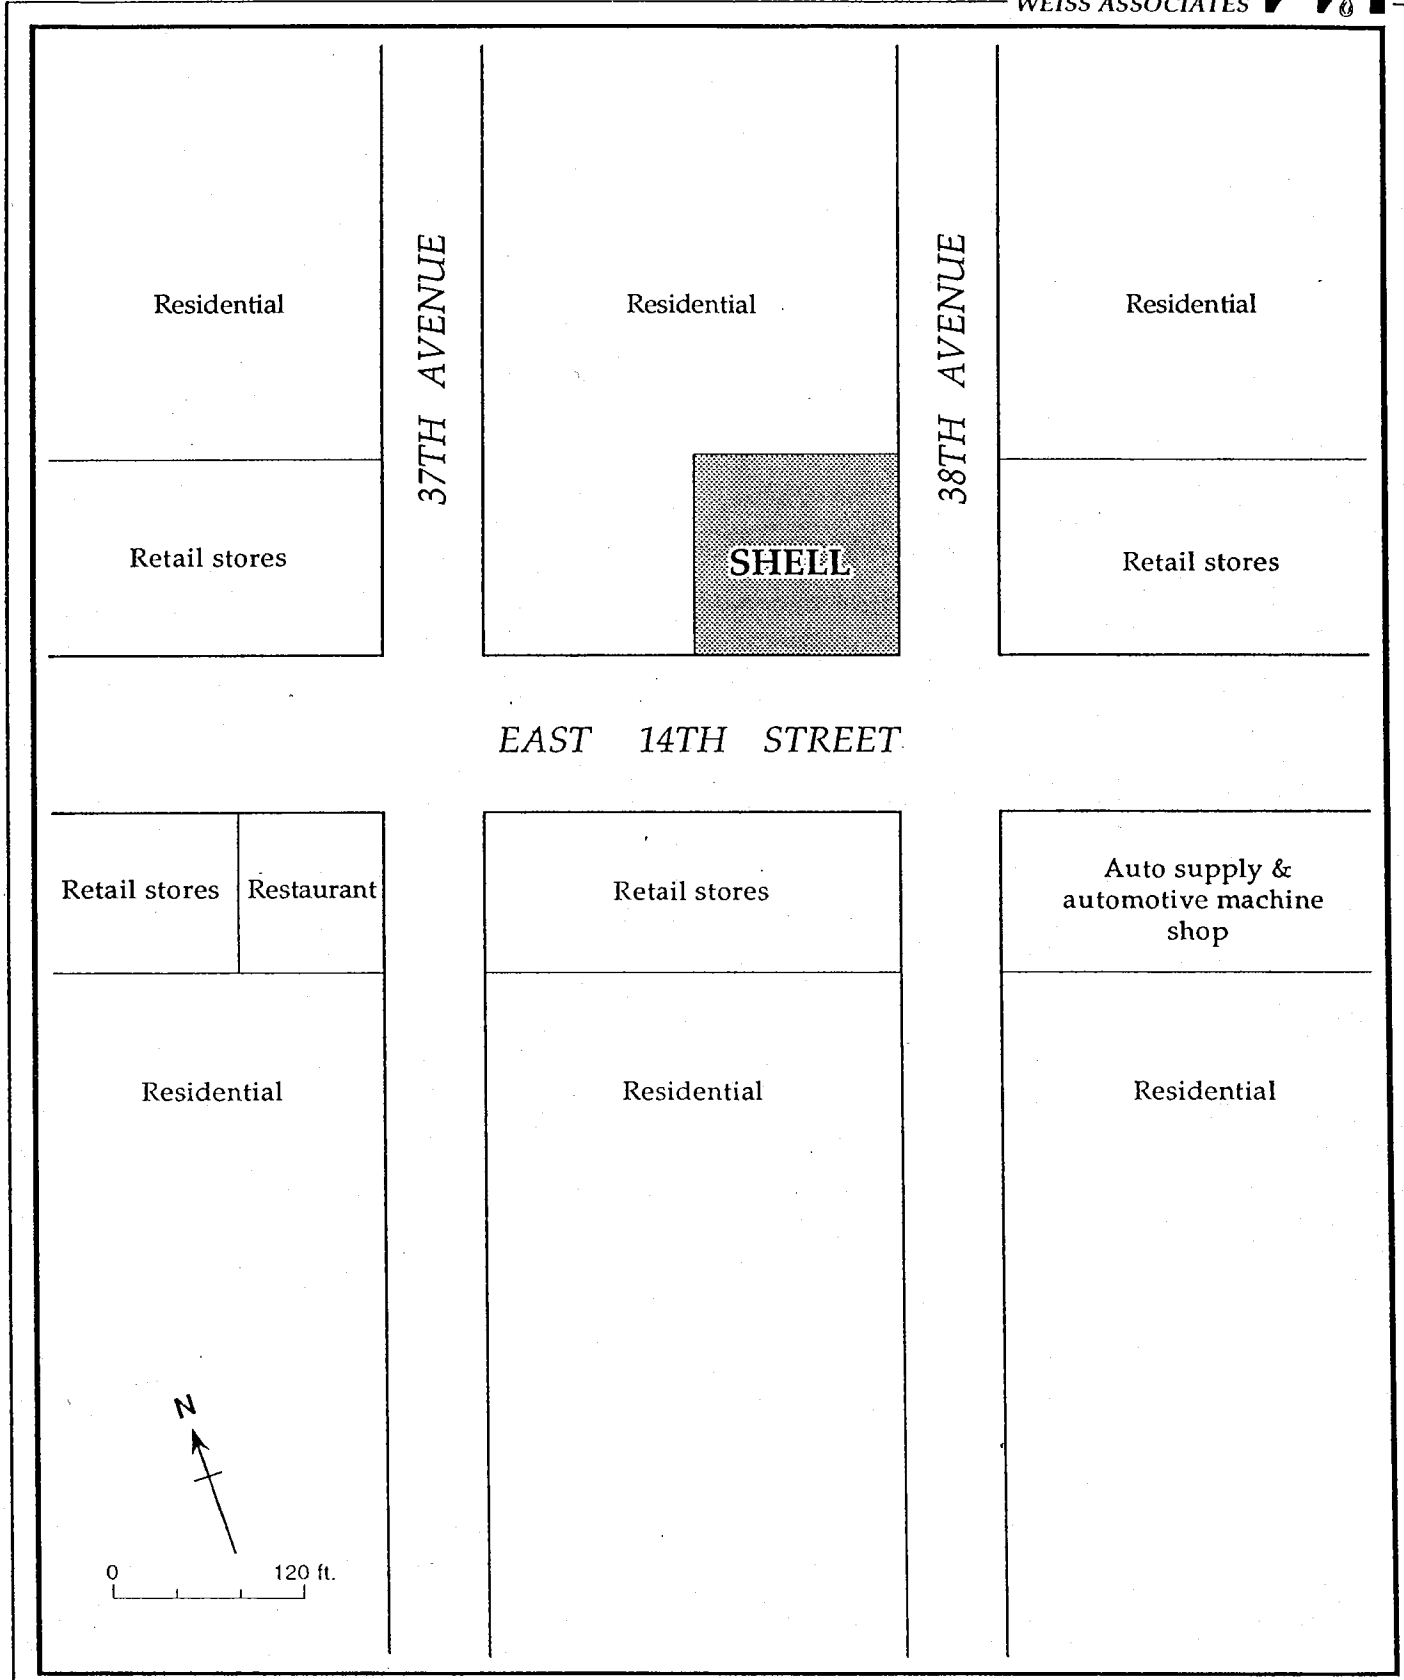 WEISS ASSOCIATES
Residential
37TH AVENUE
Residential
38TH AVENUE
Residential
Retail stores
SHELL
Retail stores
EAST 14TH STREET
Retail stores
Restaurant
Retail stores
Auto supply &
automotive machine
shop
Residential
Residential
Residential
N
0
120 ft.